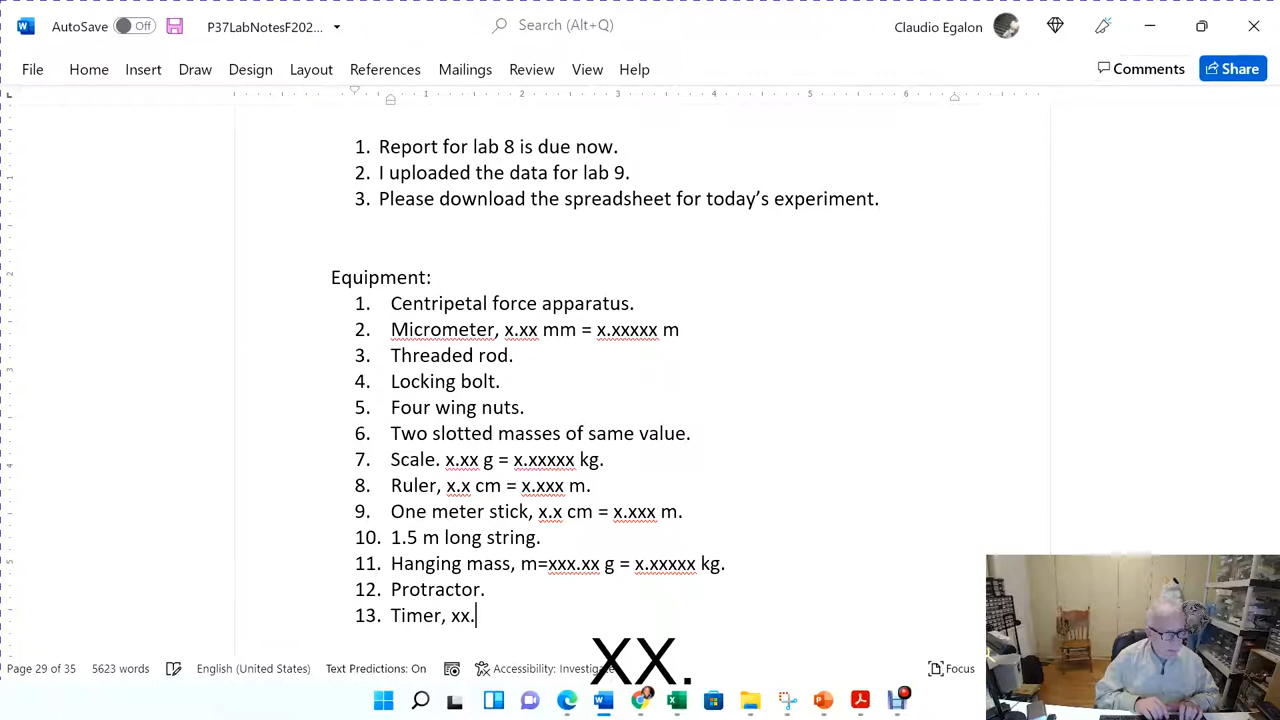 AutoSave Off P37LabNotesF202... Search (Alt+Q) Claudio Egalon
File Home Insert Draw Design Layout References Mailings Review View Help Comments Share
1 2 3 4 5 6
1. Report for lab 8 is due now.
2. I uploaded the data for lab 9.
3. Please download the spreadsheet for today's experiment.
Equipment:
1. Centripetal force apparatus.
2. Micrometer, x.xx mm = x.xxxxx m
3. Threaded rod.
4. Locking bolt.
5. Four wing nuts.
6. Two slotted masses of same value.
7. Scale. x.xx g = x.xxxxx kg.
8. Ruler, x.x cm = x.xxx m.
9. One meter stick, x.x cm = x.xxx m.
10. 1.5 m long string.
11. Hanging mass, m=xxx.xx g = x.xxxxx kg.
12. Protractor.
13. Timer, xx.
xx.
Page 29 of 35 5623 words English (United States) Text Predictions: On Accessibility: Investigate Focus